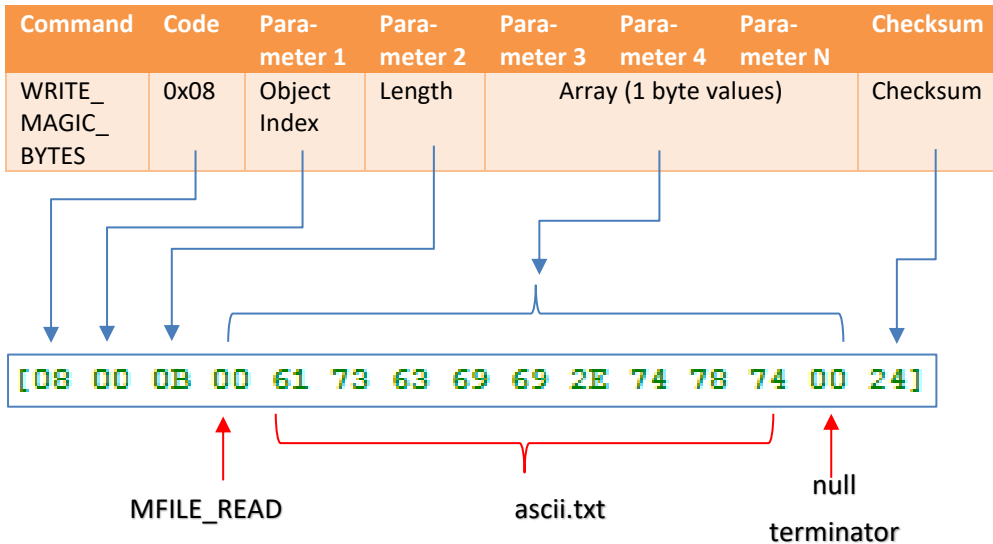 Command Code Para- Para- Para- Para- Para- Checksum
meter 1 meter 2 meter 3 meter 4 meter N
WRITE_ 0x08 Object Length Array (1 byte values) Checksum
MAGIC_ Index
BYTES
[08 00 0B 00 61 73 63 69 69 2E 74 78 74 00 24]
MFILE_READ ascii.txt null
terminator